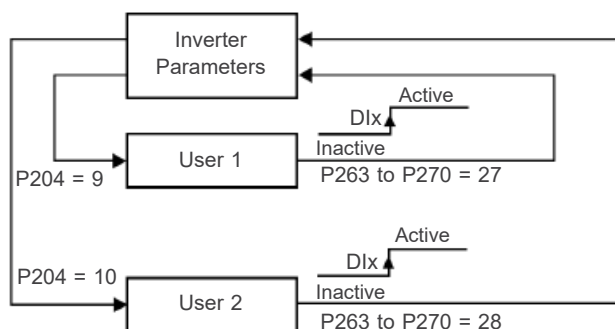 Inverter
Parameters
Active
DIx
User 1
Inactive
P204 = 9
P263 to P270 = 27
Active
P204 = 10
DIx
User 2
Inactive
P263 to P270 = 28